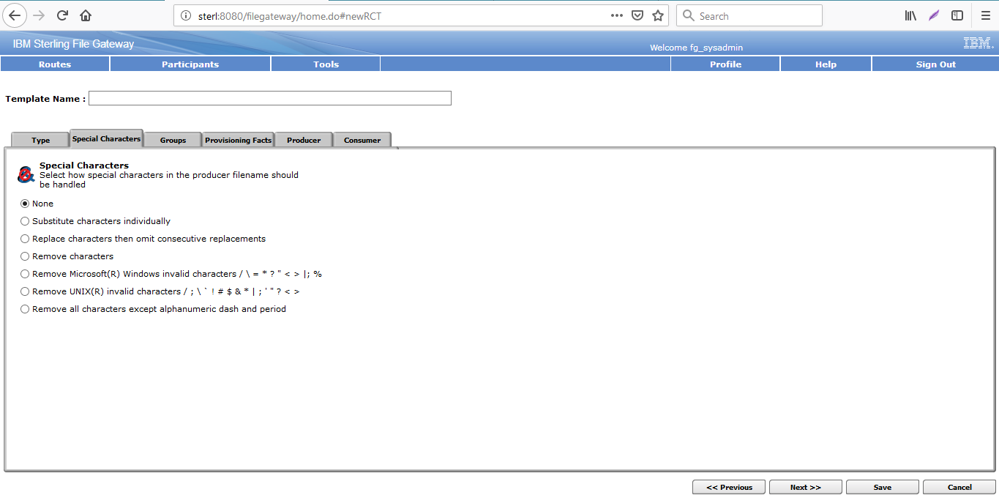 sterl:8080/filegateway/home.do#newRCT
Search
IBM Sterling File Gateway
Welcome fg_sysadmin
IBM
Routes Participants Tools Profile Help Sign Out
Template Name :
Type Special Characters Groups Provisioning Facts Producer Consumer
Special Characters
Select how special characters in the producer filename should
be handled
None
Substitute characters individually
Replace characters then omit consecutive replacements
Remove characters
Remove Microsoft(R) Windows invalid characters / \ = * ? " < > |; %
Remove UNIX(R) invalid characters / ; \ ` ! # $ & * | ; ' " ? < >
Remove all characters except alphanumeric dash and period
<< Previous Next >> Save Cancel